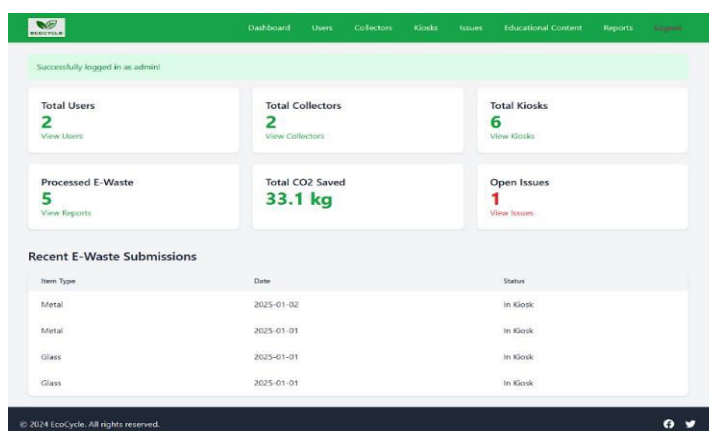 ECOCYCLE
Dashboard Users Collectors Kiosks Issues Educational Content Reports Logout
Successfully logged in as admin!
Total Users
2
View Users
Total Collectors
2
View Collectors
Total Kiosks
6
View Kiosks
Processed E-Waste
5
View Reports
Total CO2 Saved
33.1 kg
Open Issues
1
View Issues
Recent E-Waste Submissions
Item Type Date Status
Metal 2025-01-02 In Kiosk
Metal 2025-01-01 In Kiosk
Glass 2025-01-01 In Kiosk
Glass 2025-01-01 In Kiosk
© 2024 EcoCycle. All rights reserved.